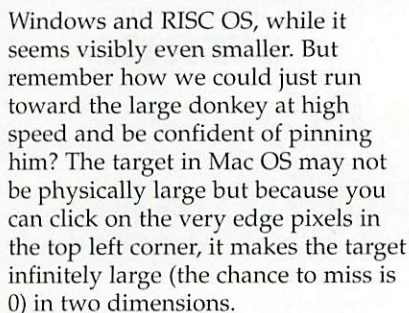 Windows and RISC OS, while it
seems visibly even smaller. But
remember how we could just run
toward the large donkey at high
speed and be confident of pinning
him? The target in Mac OS may not
be physically large but because you
can click on the very edge pixels in
the top left corner, it makes the target
infinitely large (the chance to miss is
0) in two dimensions.